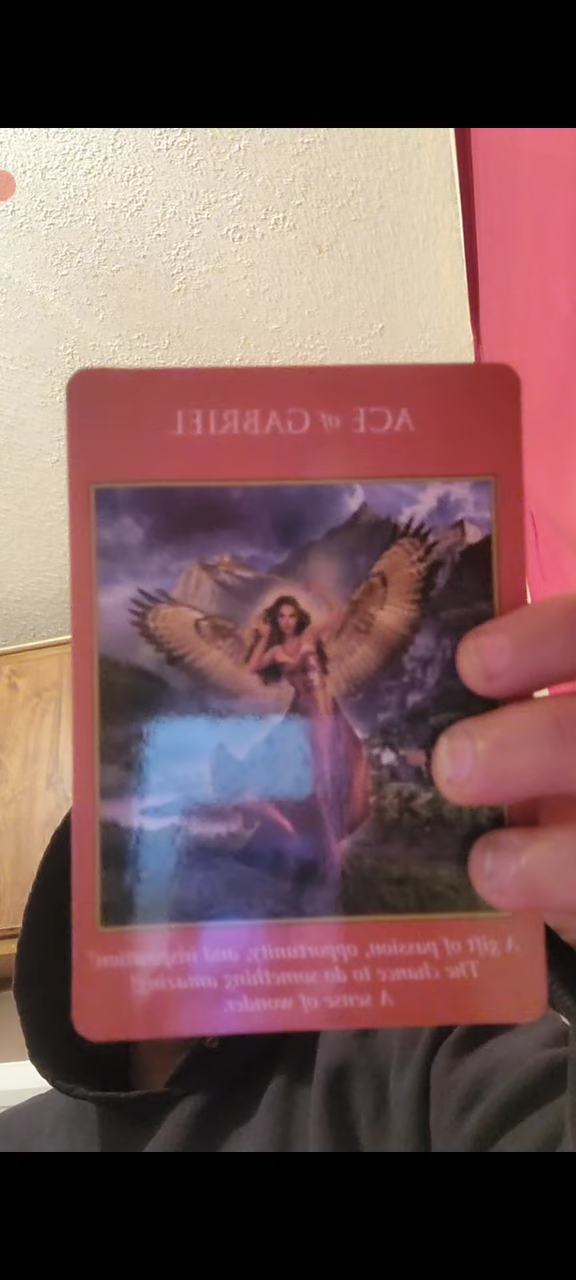 ACE of GABRIEL
A gift of passion, opportunity, and inspiration!
The chance to do something amazing!
A sense of wonder.